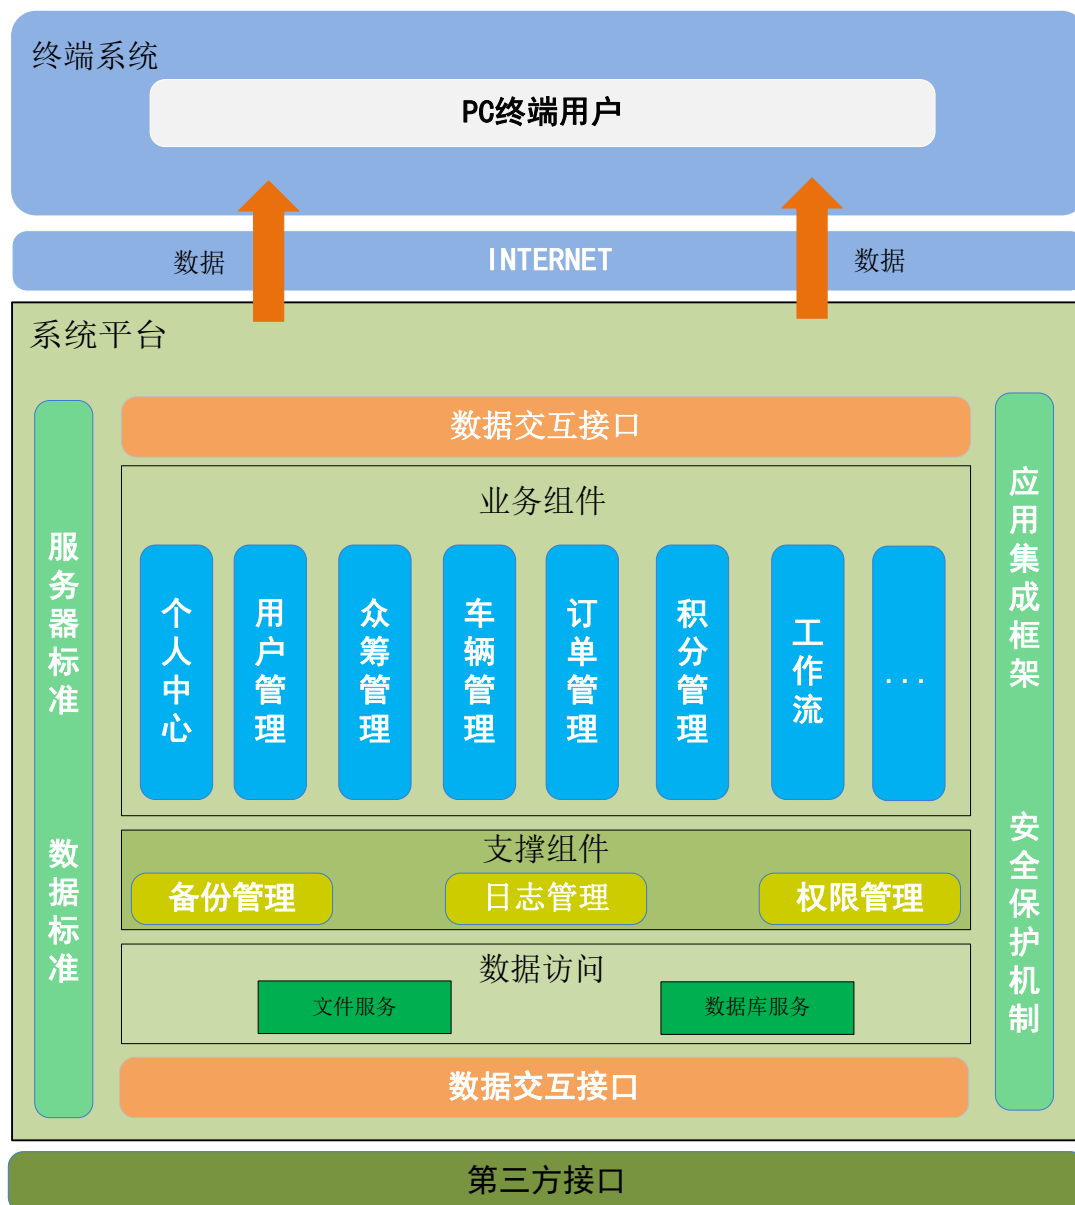 终端系统
PC终端用户
数据
INTERNET
数据
系统平台
数据交互接口
服务器标准
数据标准
业务组件
个人中心
用户管理
众筹管理
车辆管理
订单管理
积分管理
工作流
...
支撑组件
备份管理
日志管理
权限管理
数据访问
文件服务
数据库服务
数据交互接口
应用集成框架
安全保护机制
第三方接口